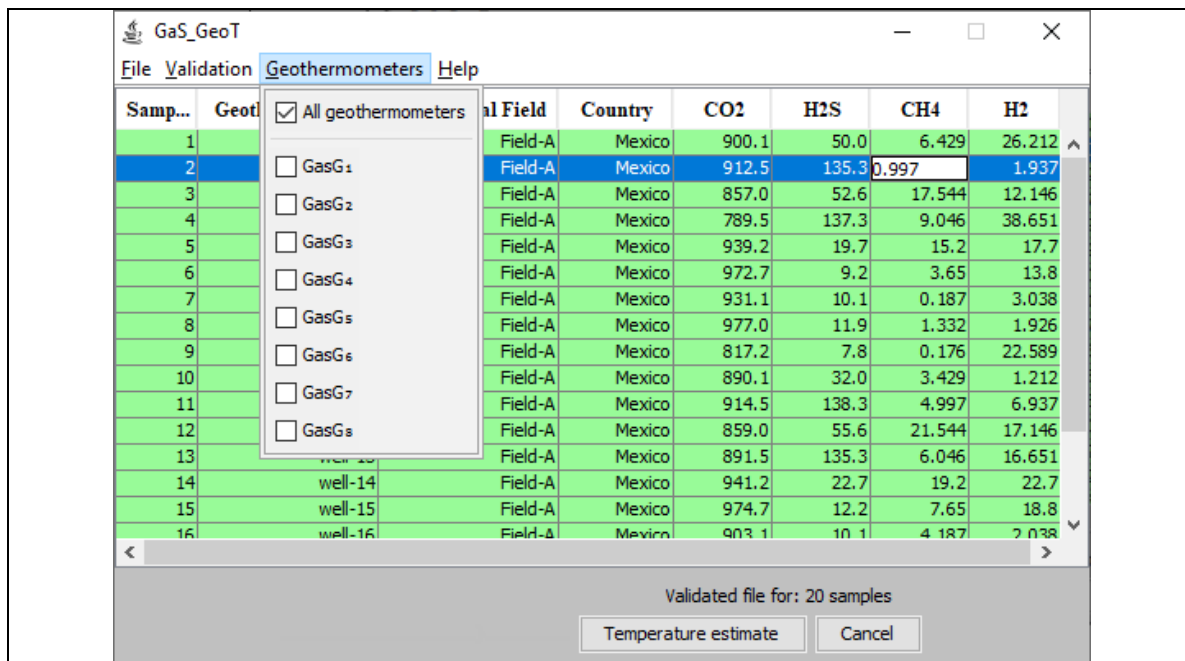 GaS_GeoT
File Validation Geothermometers Help
Samp... Geotl al Field Country CO2 H2S CH4 H2
All geothermometers
GasG₁
GasG₂
GasG₃
GasG₄
GasG₅
GasG₆
GasG₇
GasG₈
1 Field-A Mexico 900.1 50.0 6.429 26.212
2 Field-A Mexico 912.5 135.3 0.997 1.937
3 Field-A Mexico 857.0 52.6 17.544 12.146
4 Field-A Mexico 789.5 137.3 9.046 38.651
5 Field-A Mexico 939.2 19.7 15.2 17.7
6 Field-A Mexico 972.7 9.2 3.65 13.8
7 Field-A Mexico 931.1 10.1 0.187 3.038
8 Field-A Mexico 977.0 11.9 1.332 1.926
9 Field-A Mexico 817.2 7.8 0.176 22.589
10 Field-A Mexico 890.1 32.0 3.429 1.212
11 Field-A Mexico 914.5 138.3 4.997 6.937
12 Field-A Mexico 859.0 55.6 21.544 17.146
13 Field-A Mexico 891.5 135.3 6.046 16.651
14 well-14 Field-A Mexico 941.2 22.7 19.2 22.7
15 well-15 Field-A Mexico 974.7 12.2 7.65 18.8
16 well-16 Field-A Mexico 903.1 10.1 4.187 2.038
Validated file for: 20 samples
Temperature estimate Cancel